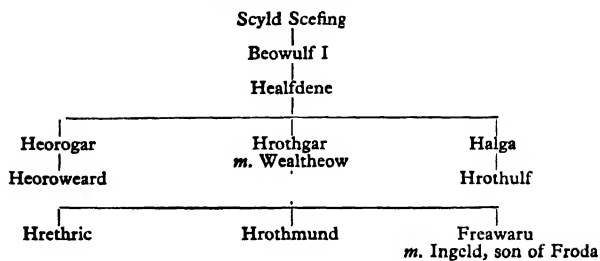 Scyld Scefing
Beowulf I
Healfdene
Heorogar Hrothgar Halga
m. Wealtheow
Heoroweard Hrothulf
Hrethric Hrothmund Freawaru
m. Ingeld, son of Froda